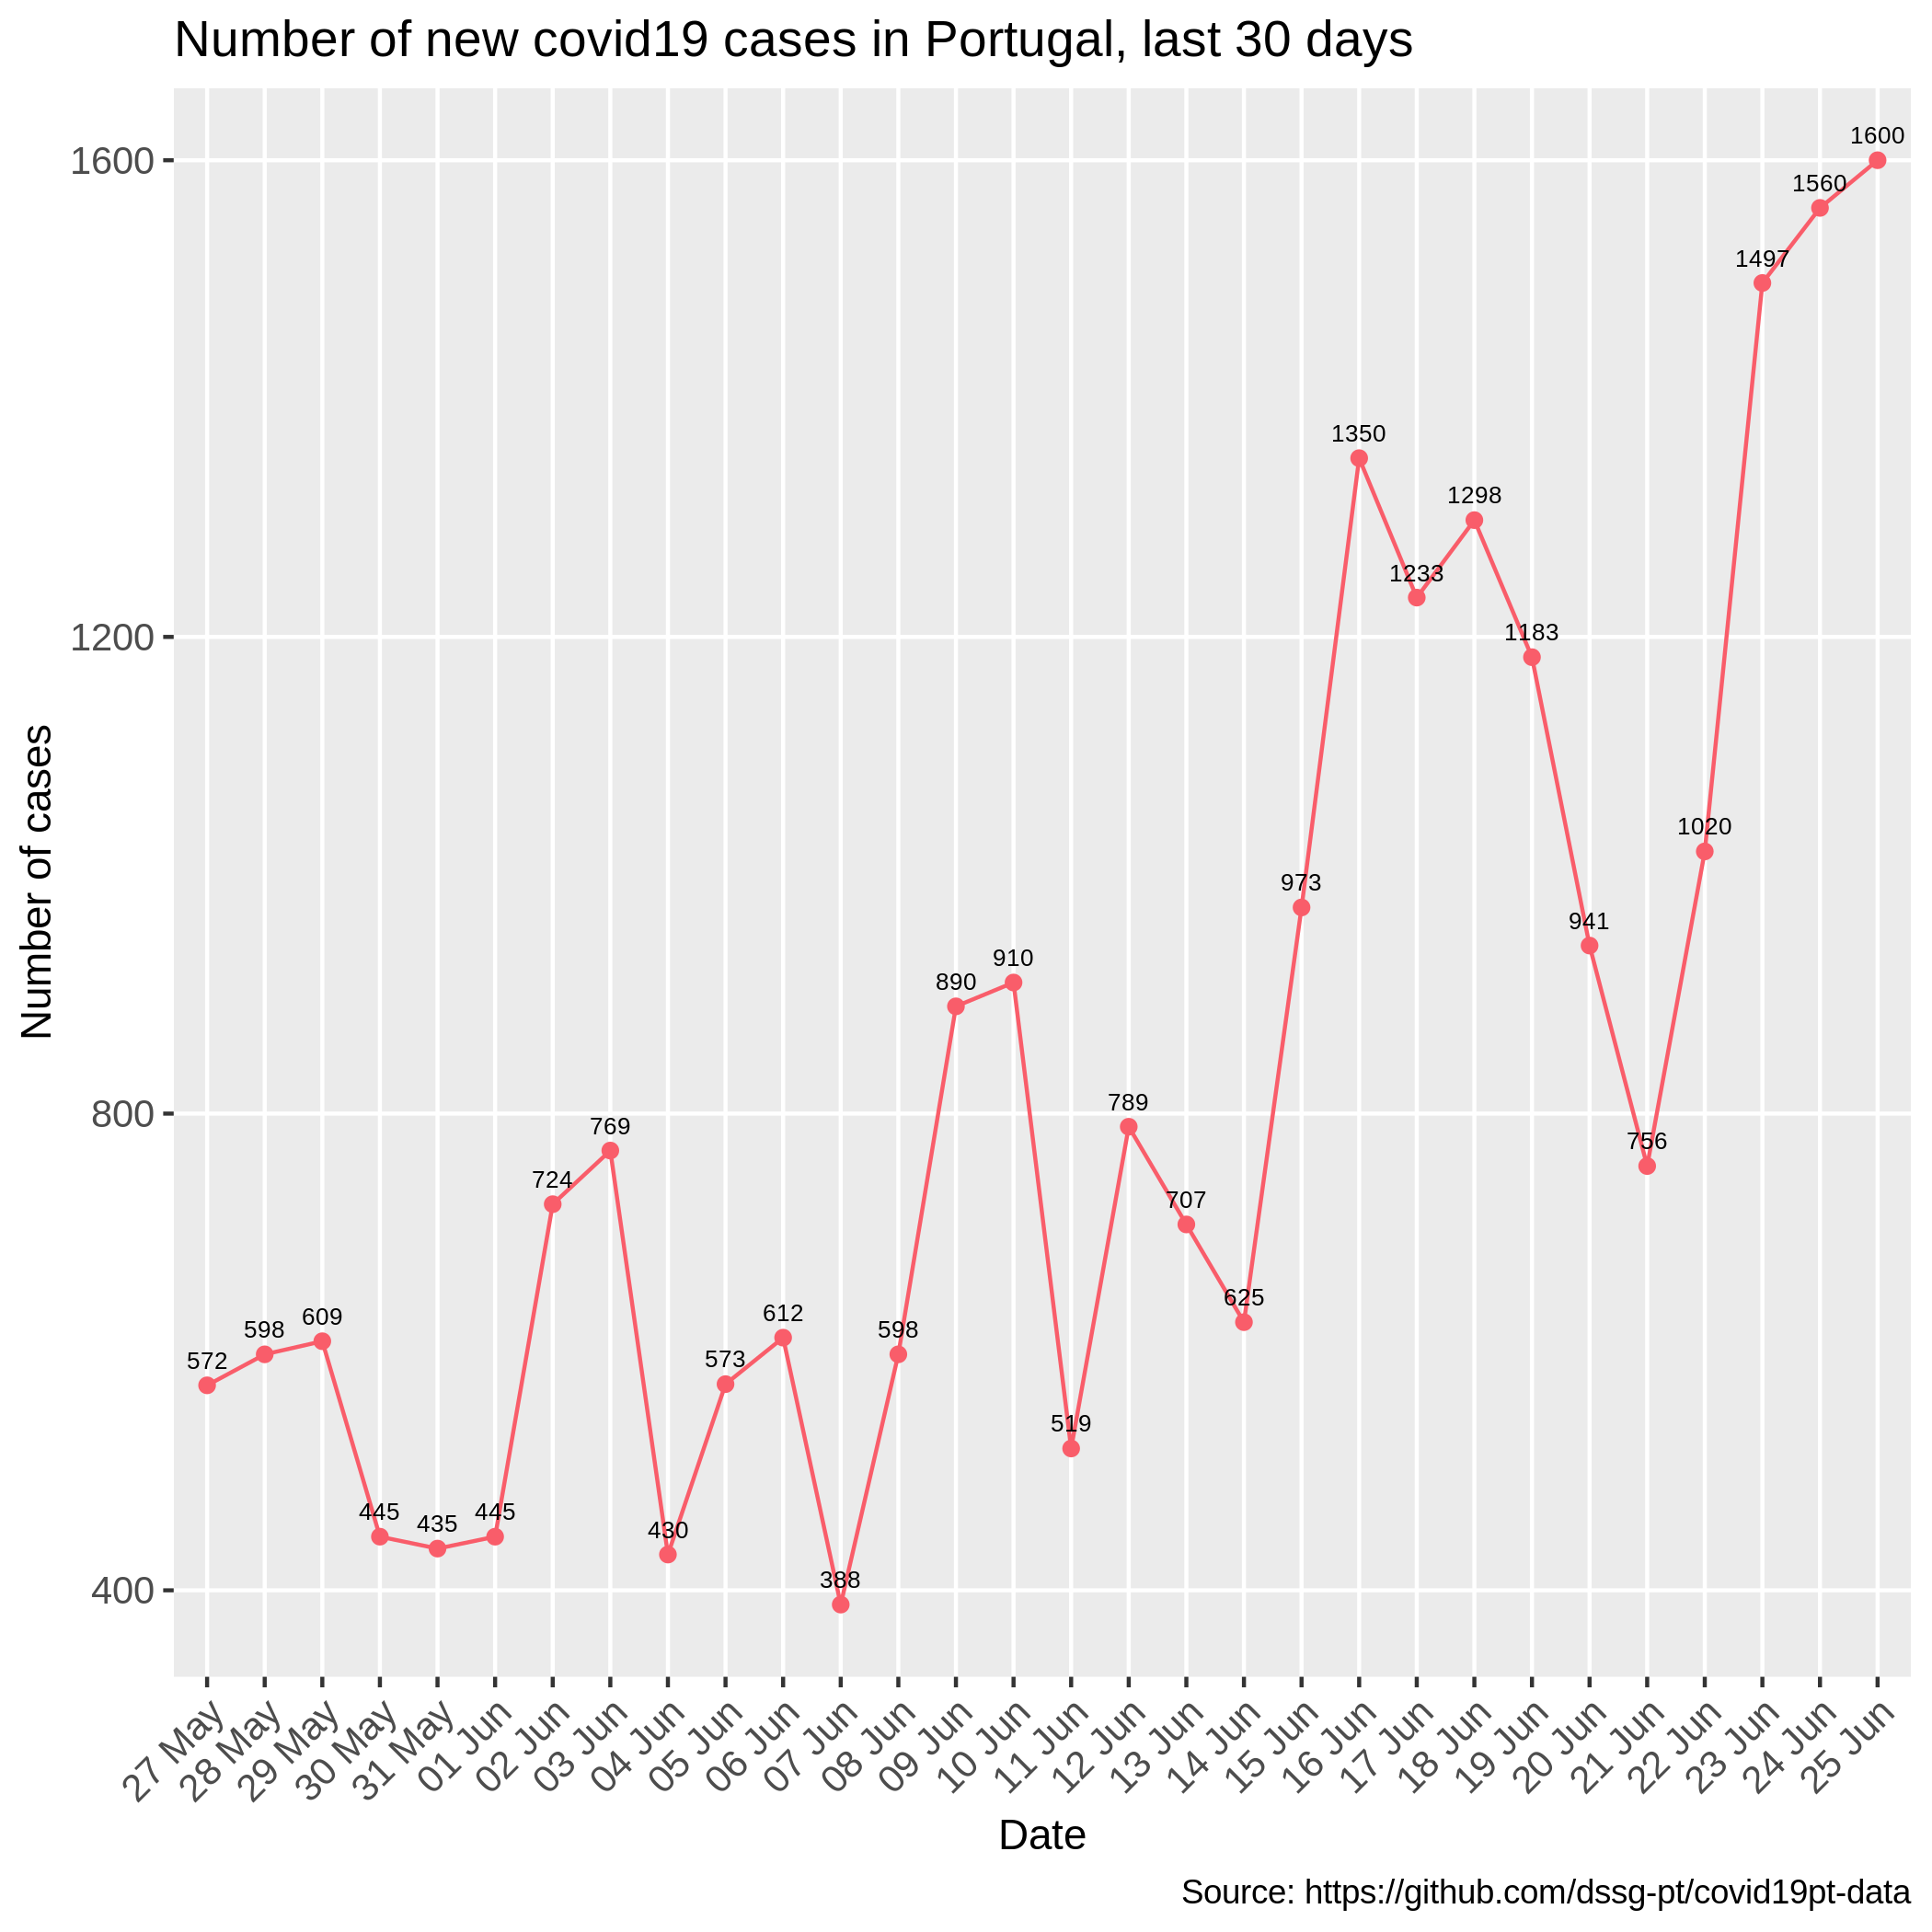 Number of new covid19 cases in Portugal, last 30 days
1600
1200
800
400
Number of cases
572
598
609
445
435
445
724
769
430
573
612
388
598
890
910
519
789
707
625
973
1350
1233
1298
1183
941
756
1020
1497
1560
1600
27 May
28 May
29 May
30 May
31 May
01 Jun
02 Jun
03 Jun
04 Jun
05 Jun
06 Jun
07 Jun
08 Jun
09 Jun
10 Jun
11 Jun
12 Jun
13 Jun
14 Jun
15 Jun
16 Jun
17 Jun
18 Jun
19 Jun
20 Jun
21 Jun
22 Jun
23 Jun
24 Jun
25 Jun
Date
Source: https://github.com/dssg-pt/covid19pt-data